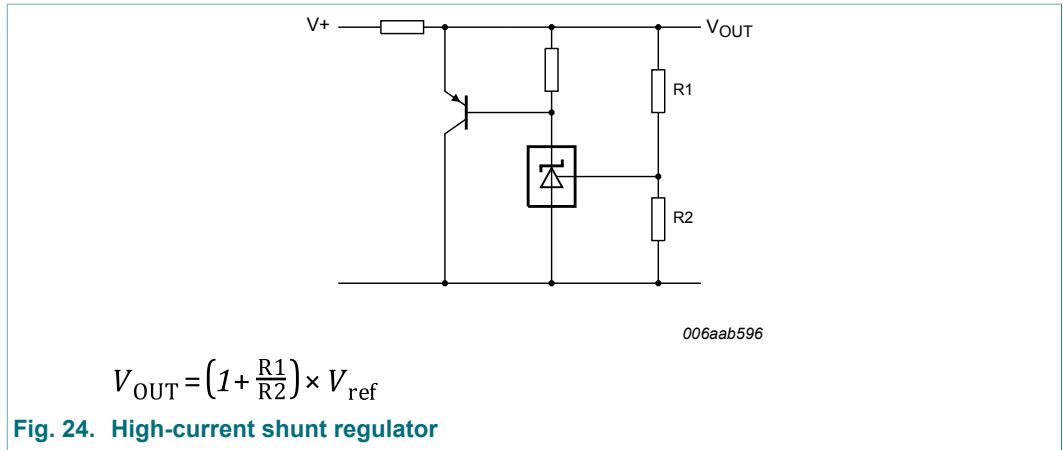 V+
VOUT
R1
R2
006aab596
VOUT = (1 + R1/R2) × Vref
Fig. 24. High-current shunt regulator